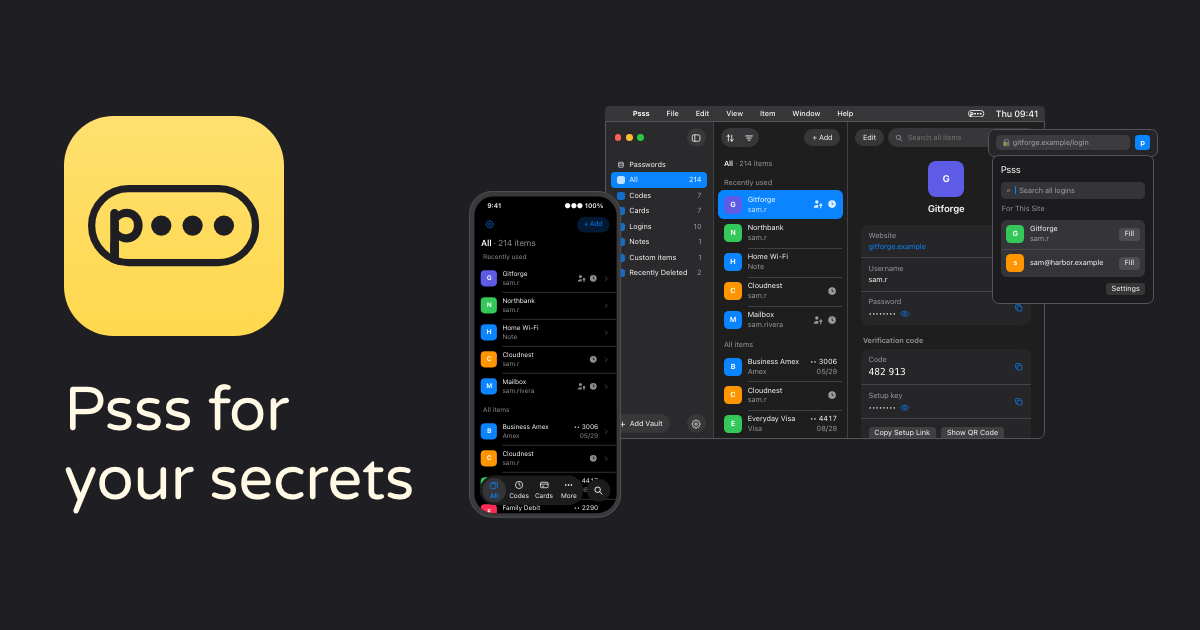 p
Psss for
your secrets
9:41
100%
+ Add
All · 214 items
Recently used
G
Gitforge
sam.r
N
Northbank
sam.r
H
Home Wi-Fi
Note
C
Cloudnest
sam.r
M
Mailbox
sam.rivera
All items
B
Business Amex
•• 3006
Amex
05/29
C
Cloudnest
sam.r
All
Codes
Cards
More
Family Debit
•• 2290
Psss File Edit View Item Window Help
p••• Thu 09:41
Passwords
All 214
Codes 7
Cards 7
Logins 10
Notes 1
Custom items 1
Recently Deleted 2
+ Add Vault
+ Add
All · 214 items
Recently used
G
Gitforge
sam.r
N
Northbank
sam.r
H
Home Wi-Fi
Note
C
Cloudnest
sam.r
M
Mailbox
sam.rivera
All items
B
Business Amex •• 3006
Amex 05/29
C
Cloudnest
sam.r
E
Everyday Visa •• 4417
Visa 08/28
Edit
Search all items
G
Gitforge
Website
gitforge.example
Username
sam.r
Password
••••••••
Verification code
Code
482 913
Setup key
••••••••
Copy Setup Link Show QR Code
gitforge.example/login
p
Psss
Search all logins
For This Site
G
Gitforge
sam.r
Fill
s
sam@harbor.example
Fill
Settings